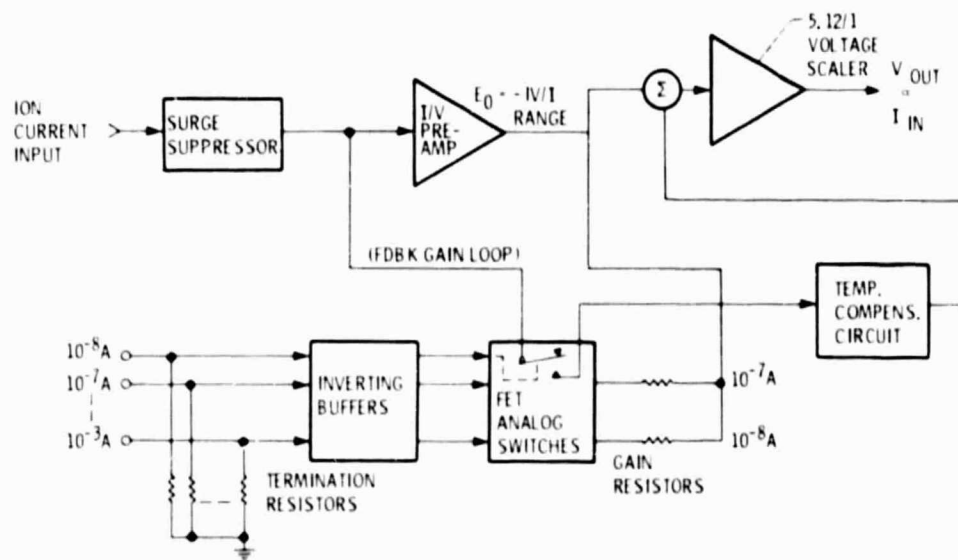 5.12/1
VOLTAGE
SCALER
V OUT
α
I IN
ION
CURRENT
INPUT
SURGE
SUPPRESSOR
I/V
PRE-
AMP
E0 = -1V/1
RANGE
Σ
(FDBK GAIN LOOP)
TEMP.
COMPENS.
CIRCUIT
10-8A
10-7A
10-3A
INVERTING
BUFFERS
FET
ANALOG
SWITCHES
10-7A
10-8A
TERMINATION
RESISTORS
GAIN
RESISTORS